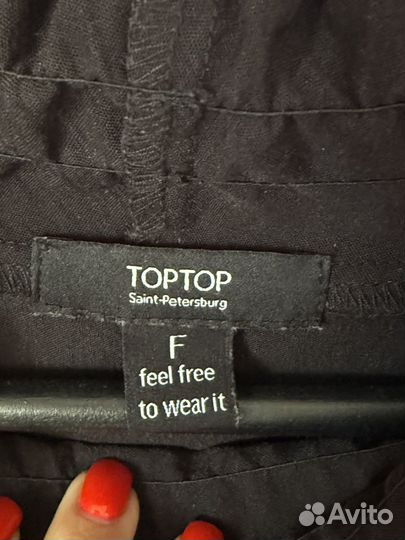 TOPTOP
Saint-Petersburg
F
feel free
to wear it
Avito